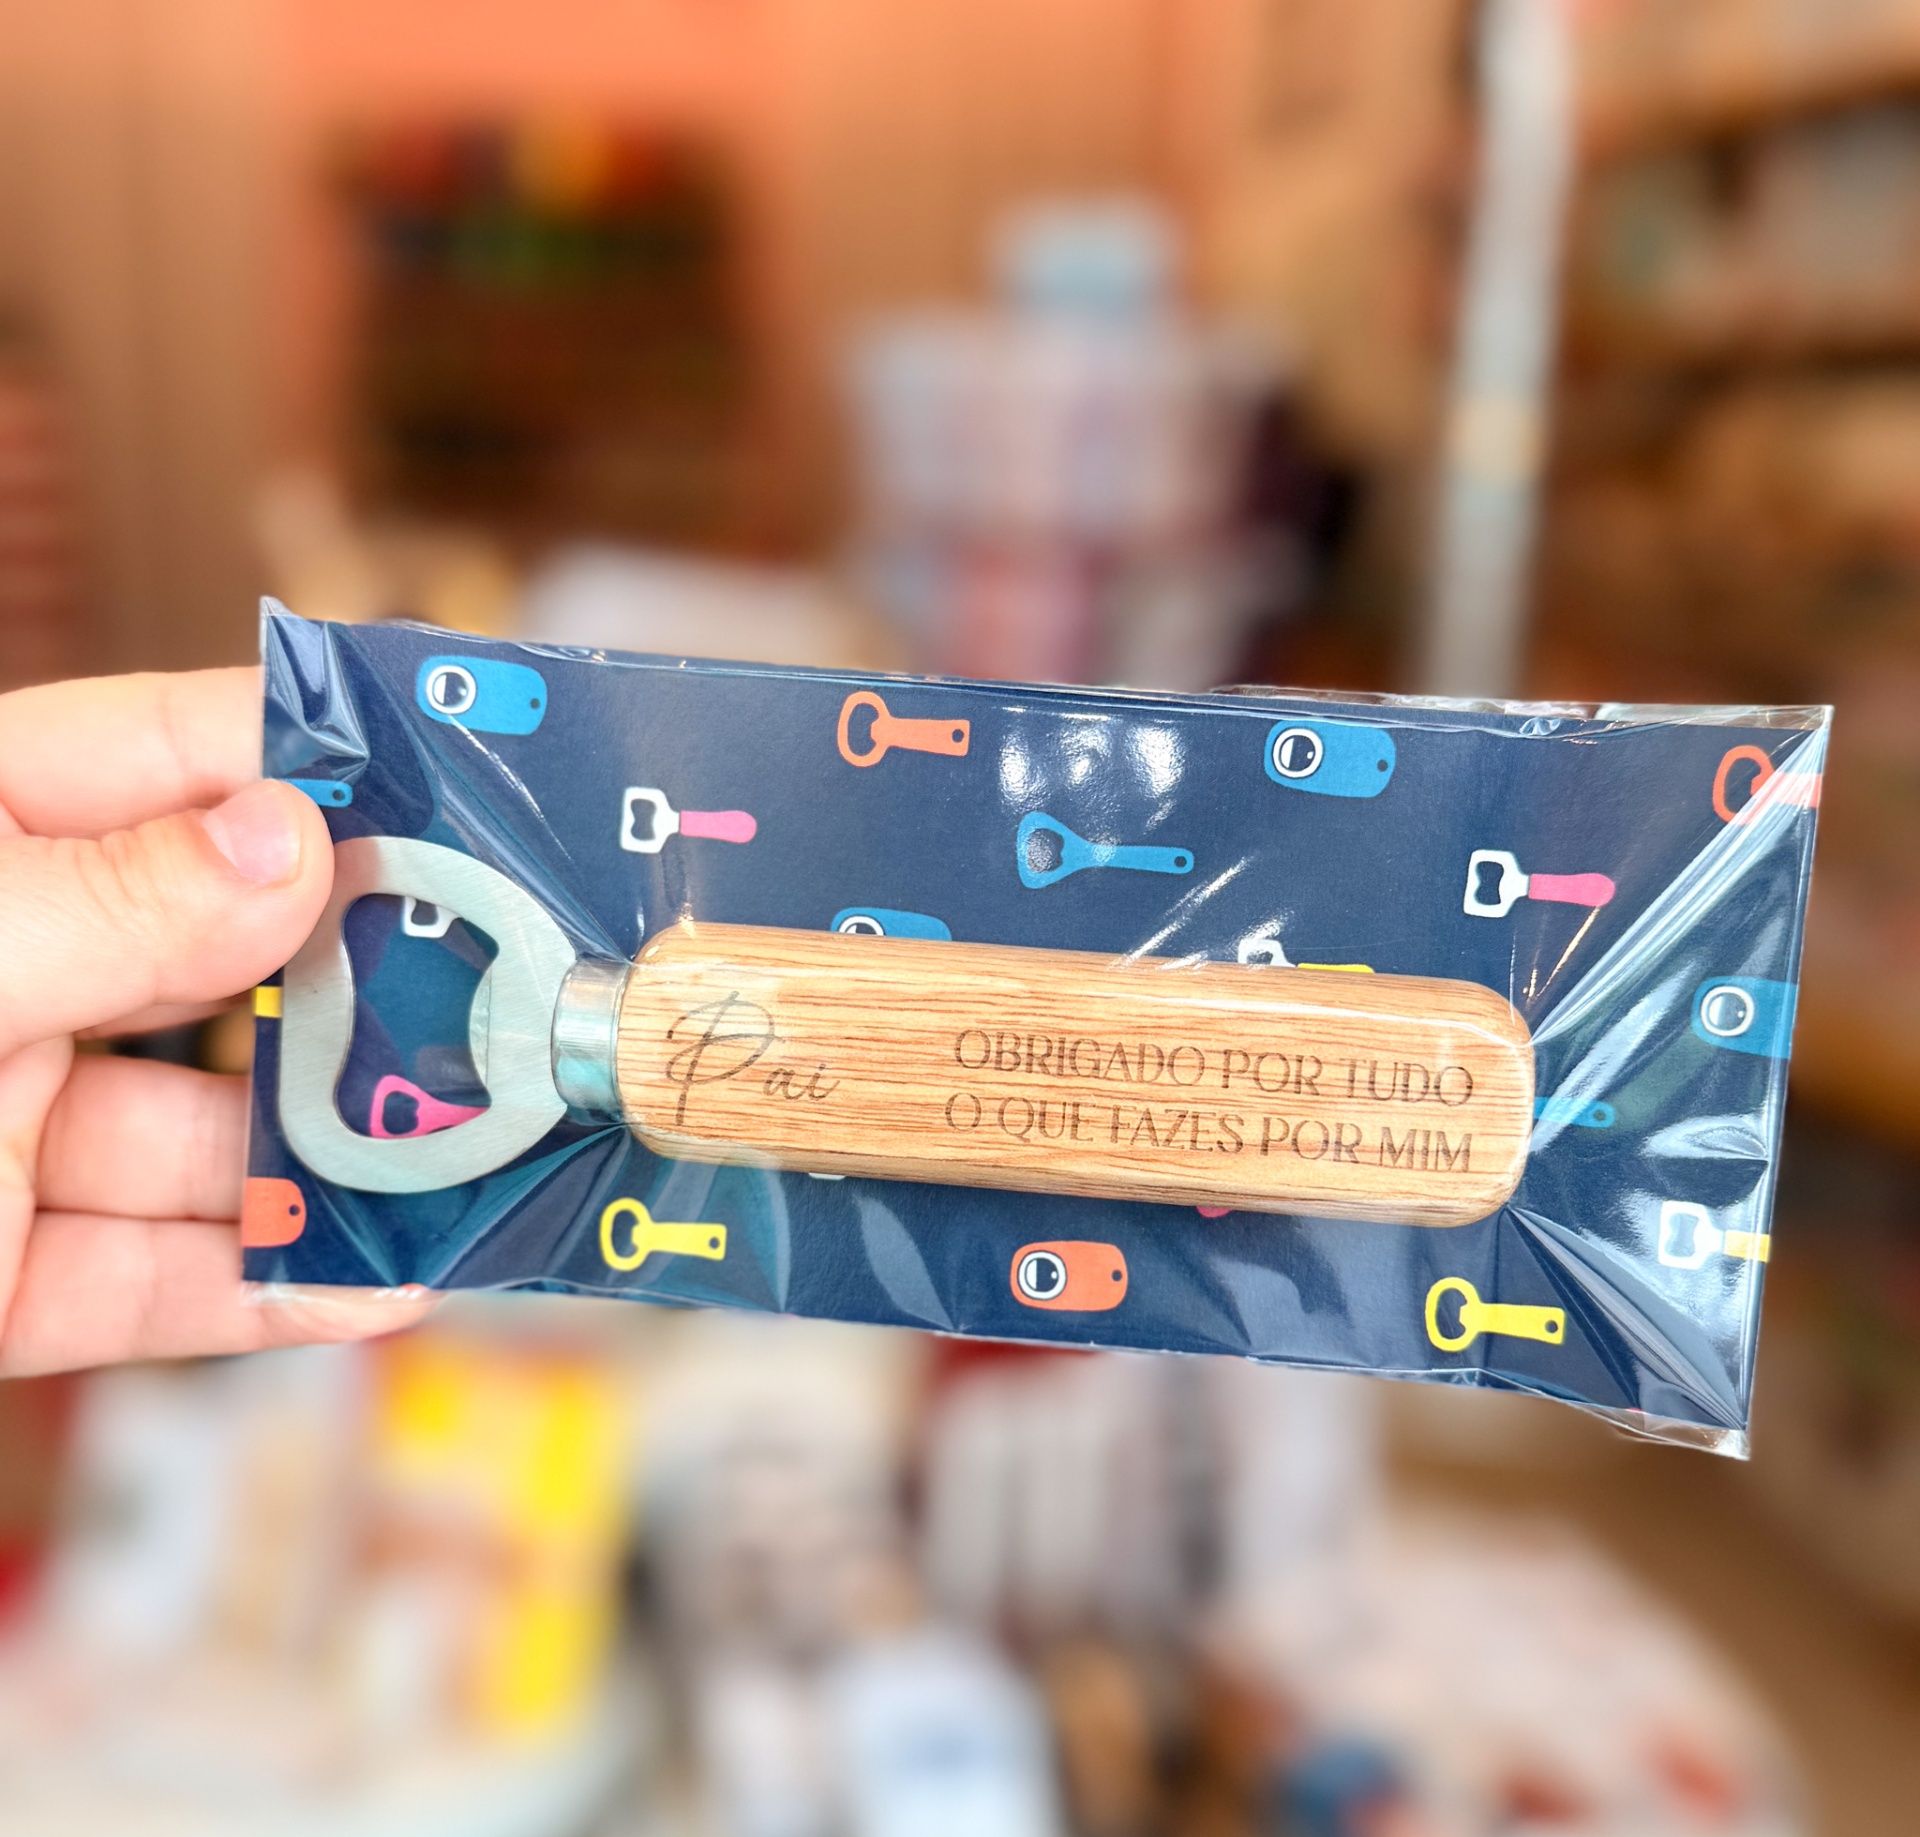 Pai
OBRIGADO POR TUDO
O QUE FAZES POR MIM